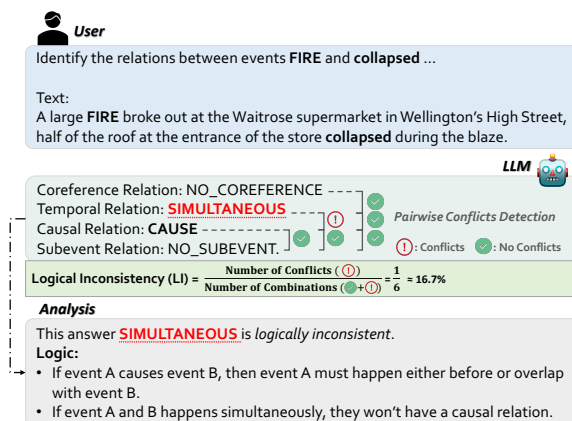 User
Identify the relations between events FIRE and collapsed ...
Text:
A large FIRE broke out at the Waitrose supermarket in Wellington's High Street,
half of the roof at the entrance of the store collapsed during the blaze.
LLM
Coreference Relation: NO_COREFERENCE
Temporal Relation: SIMULTANEOUS
Causal Relation: CAUSE
Subevent Relation: NO_SUBEVENT.
Pairwise Conflicts Detection
(!) : Conflicts ✓ : No Conflicts
Logical Inconsistency (LI) = Number of Conflicts (!) / Number of Combinations (✓+(!)) = 1/6 ≈ 16.7%
Analysis
This answer SIMULTANEOUS is logically inconsistent.
Logic:
• If event A causes event B, then event A must happen either before or overlap
with event B.
• If event A and B happens simultaneously, they won't have a causal relation.